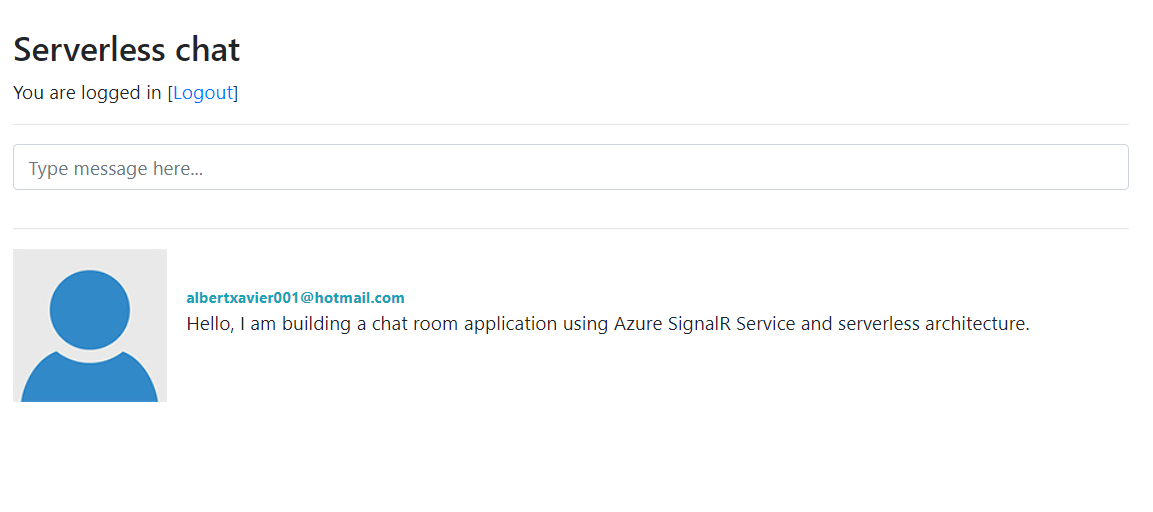 Serverless chat
You are logged in [Logout]
Type message here...
albertxavier001@hotmail.com
Hello, I am building a chat room application using Azure SignalR Service and serverless architecture.